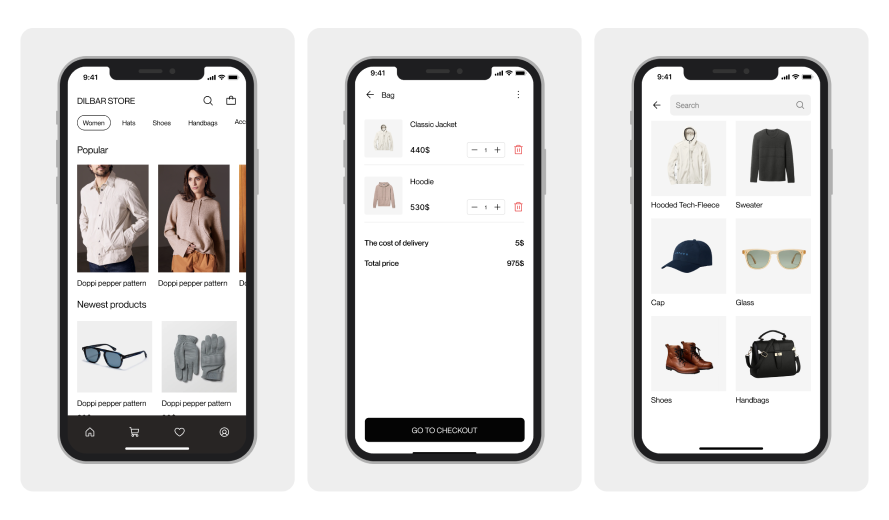 9:41
DILBAR STORE
Women Hats Shoes Handbags Acc
Popular
Doppi pepper pattern Doppi pepper pattern Do
Newest products
Doppi pepper pattern Doppi pepper pattern
9:41
Bag
Classic Jacket
440$
1
Hoodie
530$
1
The cost of delivery 5$
Total price 975$
GO TO CHECKOUT
9:41
Search
Hooded Tech-Fleece Sweater
Cap Glass
Shoes Handbags